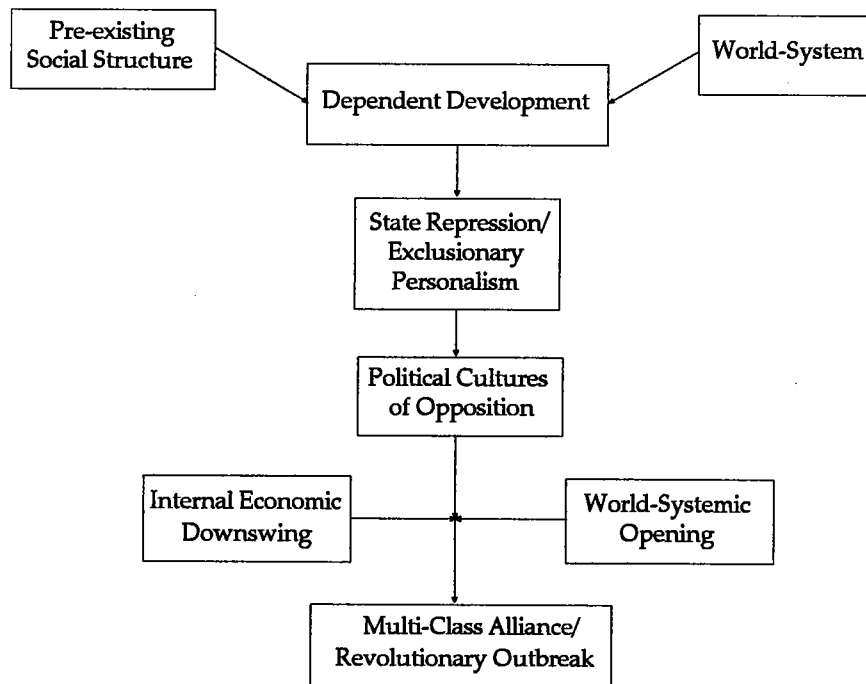 Pre-existing
Social Structure
World-System
Dependent Development
State Repression/
Exclusionary
Personalism
Political Cultures
of Opposition
Internal Economic
Downswing
World-Systemic
Opening
Multi-Class Alliance/
Revolutionary Outbreak